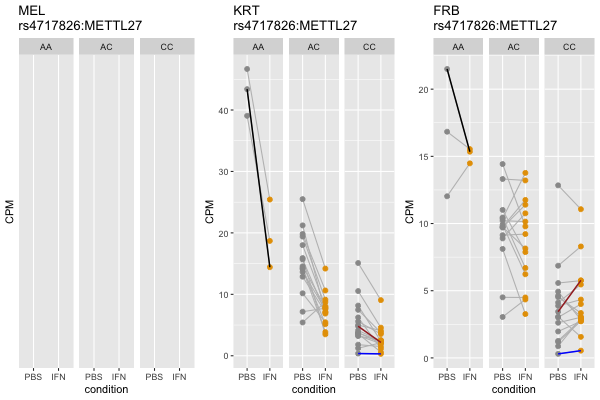 MEL
rs4717826:METTL27
AA AC CC
CPM
PBS IFN PBS IFN PBS IFN
condition
KRT
rs4717826:METTL27
AA AC CC
40
30
20
10
0
CPM
PBS IFN PBS IFN PBS IFN
condition
FRB
rs4717826:METTL27
AA AC CC
20
15
10
5
0
CPM
PBS IFN PBS IFN PBS IFN
condition